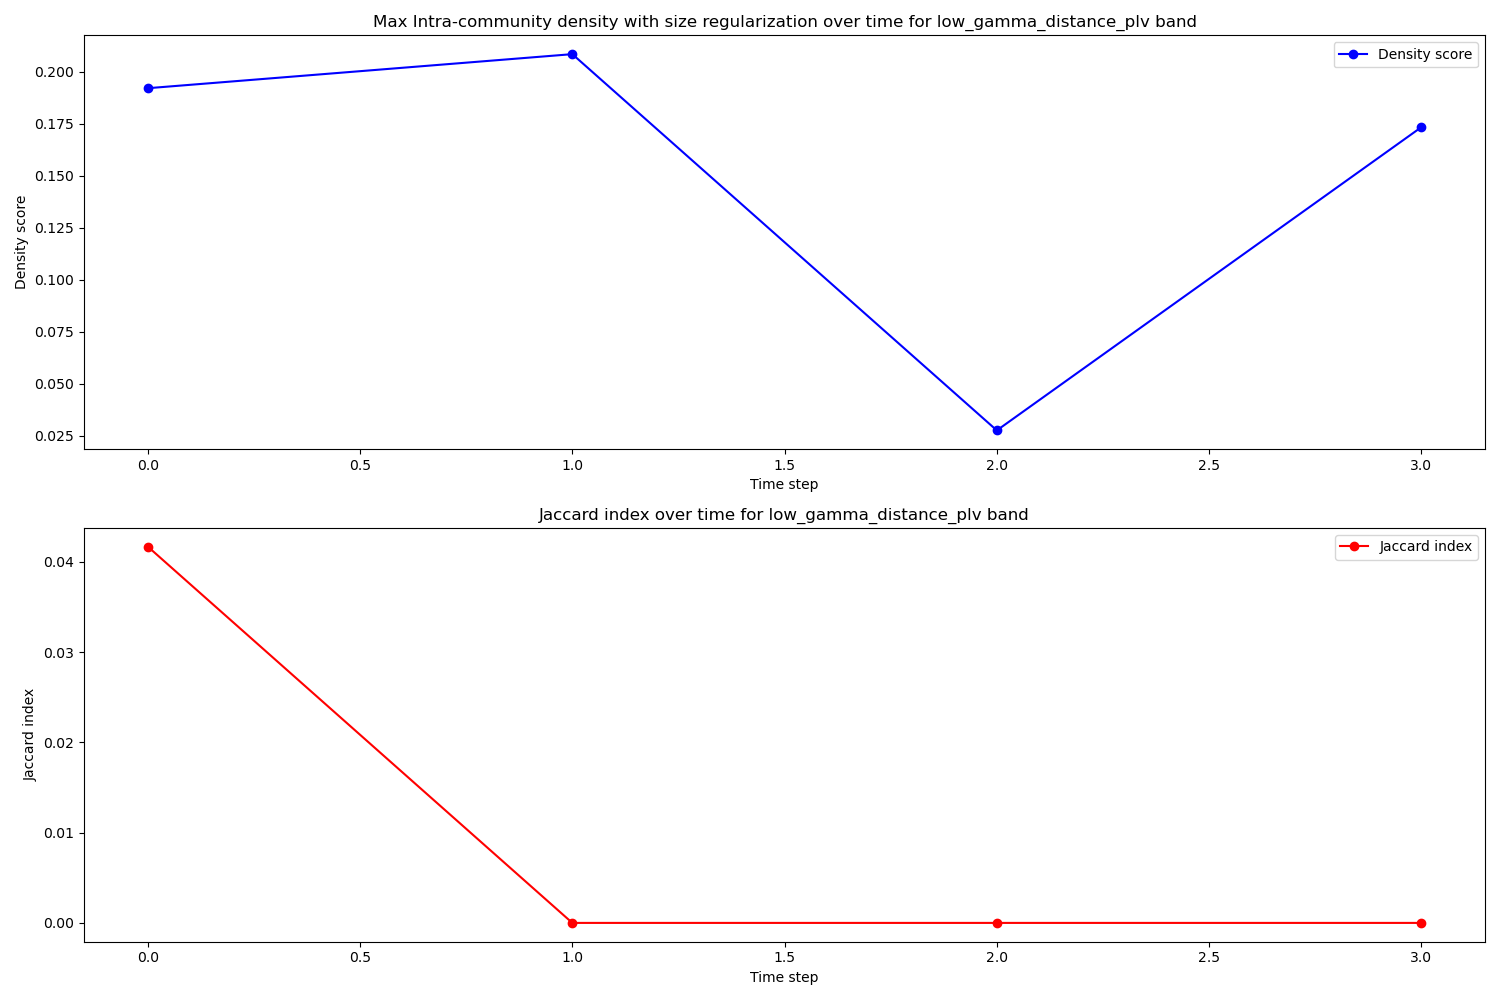 Max Intra-community density with size regularization over time for low_gamma_distance_plv band
Density score
0.200
0.175
0.150
0.125
0.100
0.075
0.050
0.025
Density score
0.0 0.5 1.0 1.5 2.0 2.5 3.0
Time step
Jaccard index over time for low_gamma_distance_plv band
Jaccard index
0.04
0.03
0.02
0.01
0.00
Jaccard index
0.0 0.5 1.0 1.5 2.0 2.5 3.0
Time step